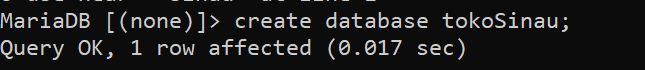 MariaDB [(none)]> create database tokoSinau;
Query OK, 1 row affected (0.017 sec)